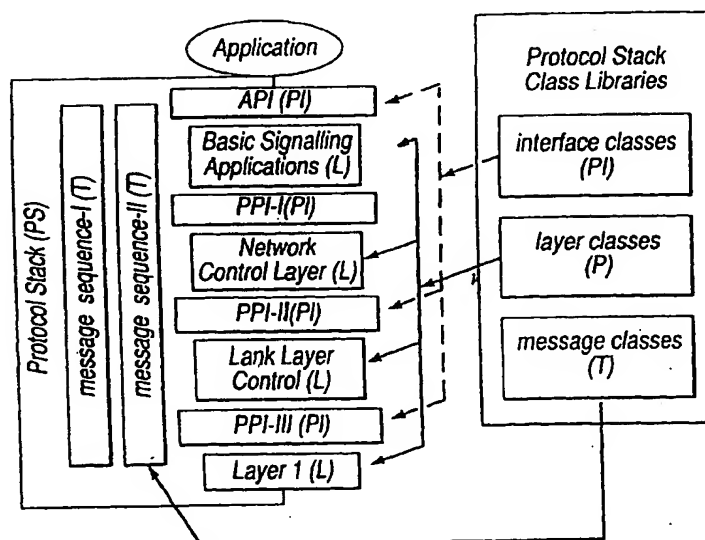 Application
API (PI)
Basic Signalling
Applications (L)
PPI-I(PI)
Network
Control Layer (L)
PPI-II(PI)
Lank Layer
Control (L)
PPI-III (PI)
Layer 1 (L)
Protocol Stack (PS)
message sequence-I (T)
message sequence-II (T)
Protocol Stack
Class Libraries
interface classes
(PI)
layer classes
(P)
message classes
(T)